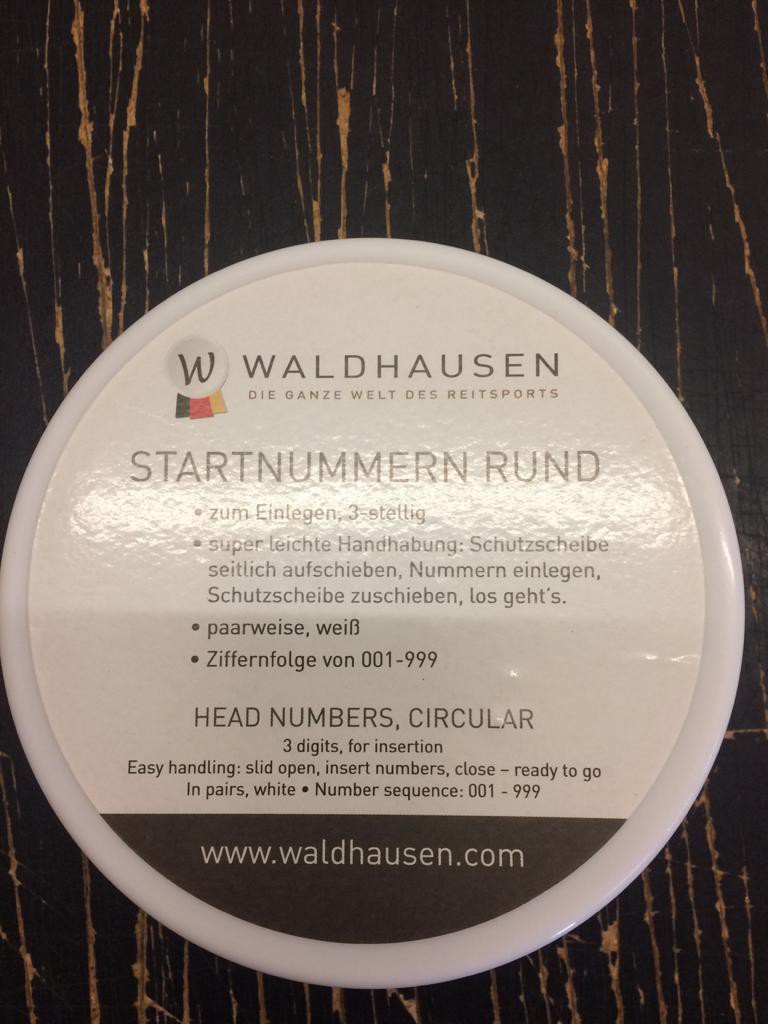 W WALDHAUSEN
DIE GANZE WELT DES REITSPORTS
STARTNUMMERN RUND
• zum Einlegen, 3-stellig
• super leichte Handhabung: Schutzscheibe
seitlich aufschieben, Nummern einlegen,
Schutzscheibe zuschieben, los geht's.
• paarweise, weiß
• Ziffernfolge von 001-999
HEAD NUMBERS, CIRCULAR
3 digits, for insertion
Easy handling: slid open, insert numbers, close – ready to go
In pairs, white • Number sequence: 001 - 999
www.waldhausen.com